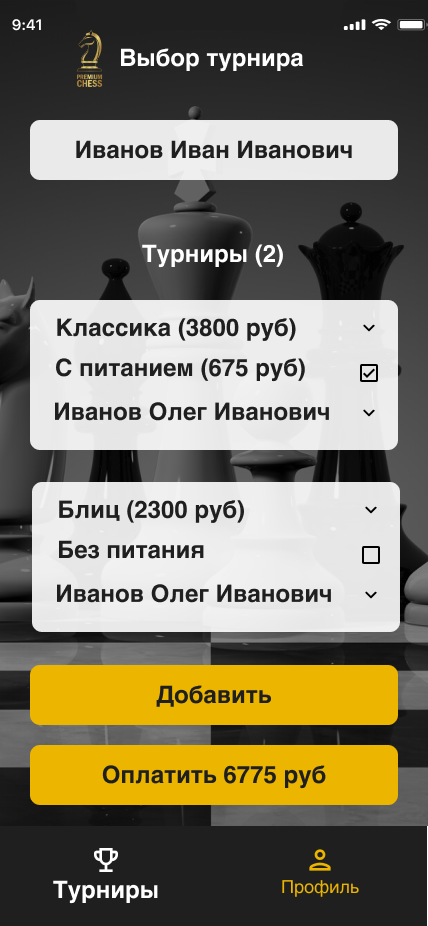 9:41
PREMIUM
CHESS
Выбор турнира
Иванов Иван Иванович
Турниры (2)
Классика (3800 руб)
С питанием (675 руб)
Иванов Олег Иванович
Блиц (2300 руб)
Без питания
Иванов Олег Иванович
Добавить
Оплатить 6775 руб
Турниры
Профиль